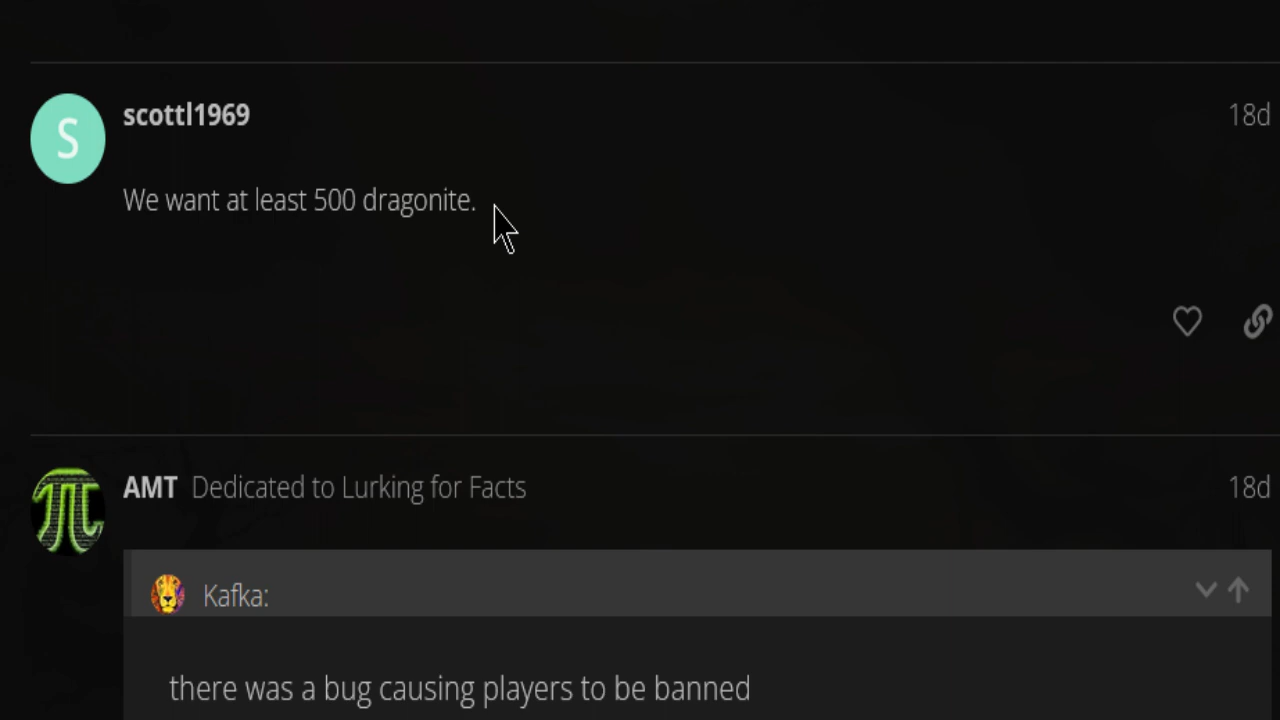 S
scottl1969 18d
We want at least 500 dragonite.
AMT Dedicated to Lurking for Facts 18d
Kafka:
there was a bug causing players to be banned